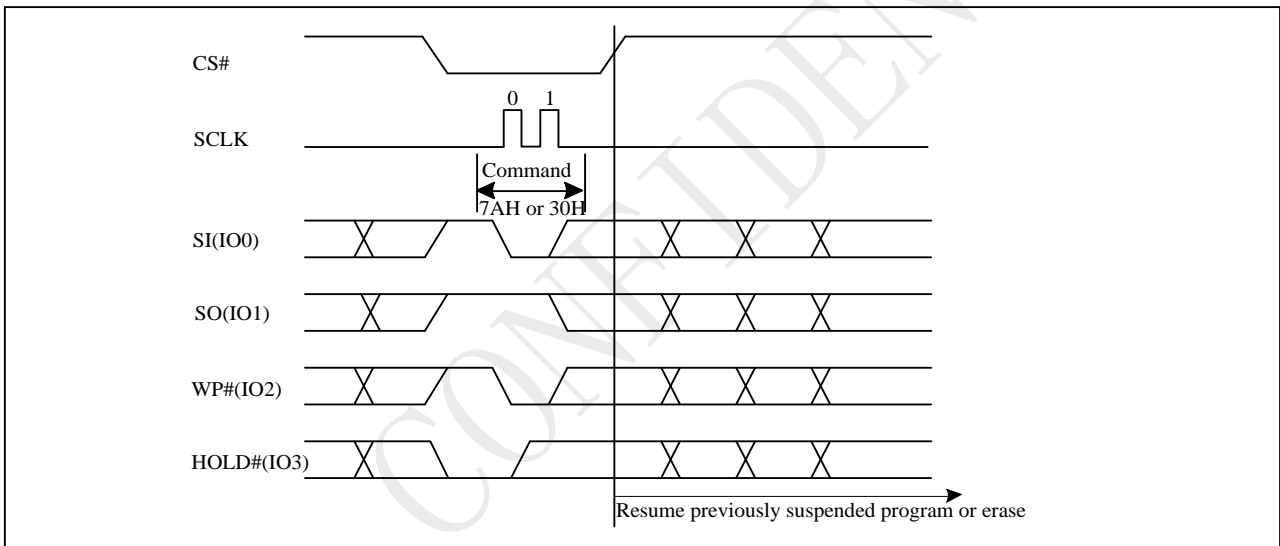 CS#
0 1
SCLK
Command
7AH or 30H
SI(IO0)
SO(IO1)
WP#(IO2)
HOLD#(IO3)
Resume previously suspended program or erase
CONFIDEN